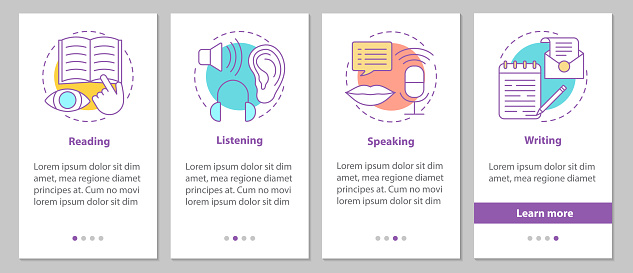 Reading
Lorem ipsum dolor sit dim
amet, mea regione diamet
principes at. Cum no movi
lorem ipsum dolor sit dim
Listening
Lorem ipsum dolor sit dim
amet, mea regione diamet
principes at. Cum no movi
lorem ipsum dolor sit dim
Speaking
Lorem ipsum dolor sit dim
amet, mea regione diamet
principes at. Cum no movi
lorem ipsum dolor sit dim
Writing
Lorem ipsum dolor sit dim
amet, mea regione diamet
Learn more